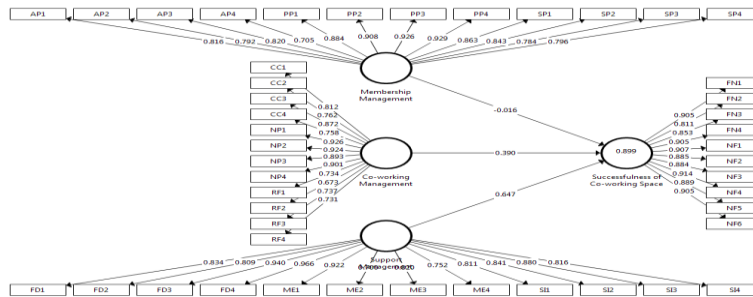 AP1 AP2 AP3 AP4 PP1 PP2 PP3 PP4 SP1 SP2 SP3 SP4
0.816 0.792 0.820 0.705 0.884 0.908 0.926 0.929 0.863 0.843 0.784 0.796
Membership
Management
CC1
CC2
CC3
CC4
NP1
NP2
NP3
NP4
RF1
RF2
RF3
RF4
0.812
0.762
0.872
0.758
0.926
0.924
0.893
0.901
0.734
0.673
0.737
0.731
Co-working
Management
-0.016
0.390
0.647
0.899
Successfulness of
Co-working Space
0.905
0.811
0.853
0.905
0.907
0.885
0.884
0.914
0.889
0.905
FN1
FN2
FN3
FN4
NF1
NF2
NF3
NF4
NF5
NF6
Support
Management
0.834 0.809 0.940 0.966 0.922 0.752 0.811 0.841 0.880 0.816
FD1 FD2 FD3 FD4 ME1 ME2 ME3 ME4 SI1 SI2 SI3 SI4